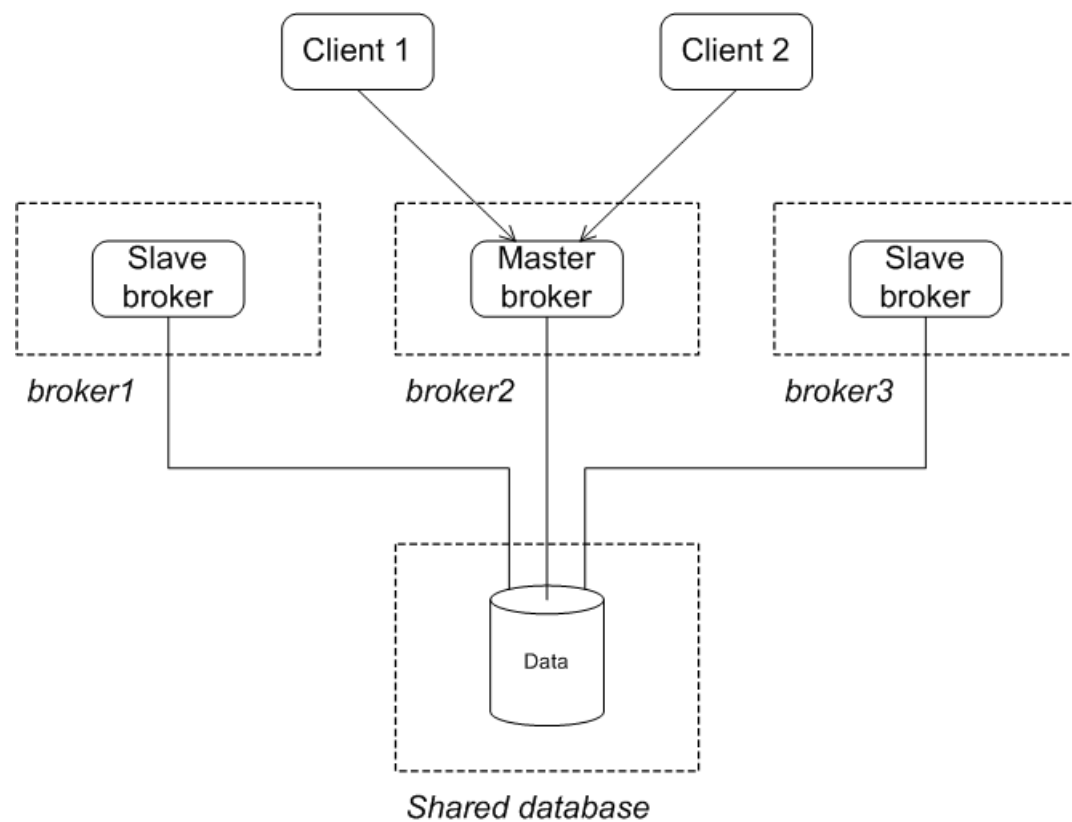 Client 1
Client 2
Slave
broker
Master
broker
Slave
broker
broker1
broker2
broker3
Data
Shared database